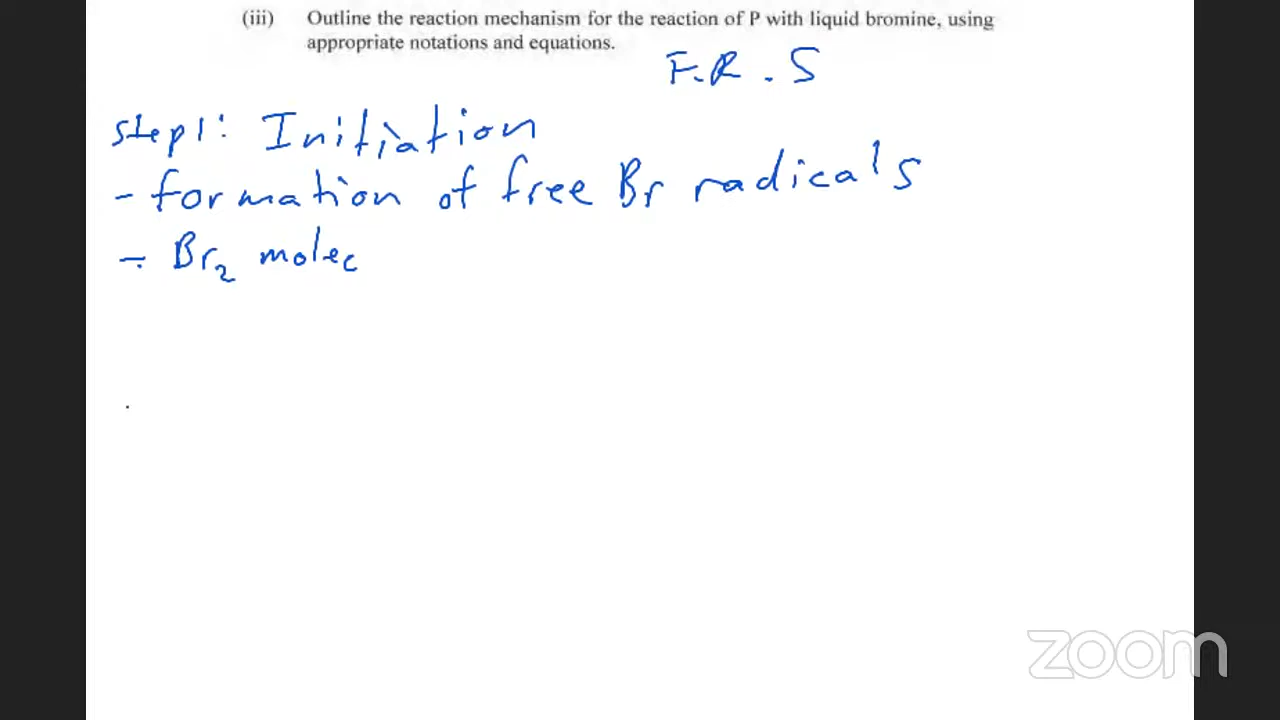 (iii) Outline the reaction mechanism for the reaction of P with liquid bromine, using
appropriate notations and equations.
F.R.S
Step1: Initiation
- formation of free Br radicals
- Br₂ molec
zoom